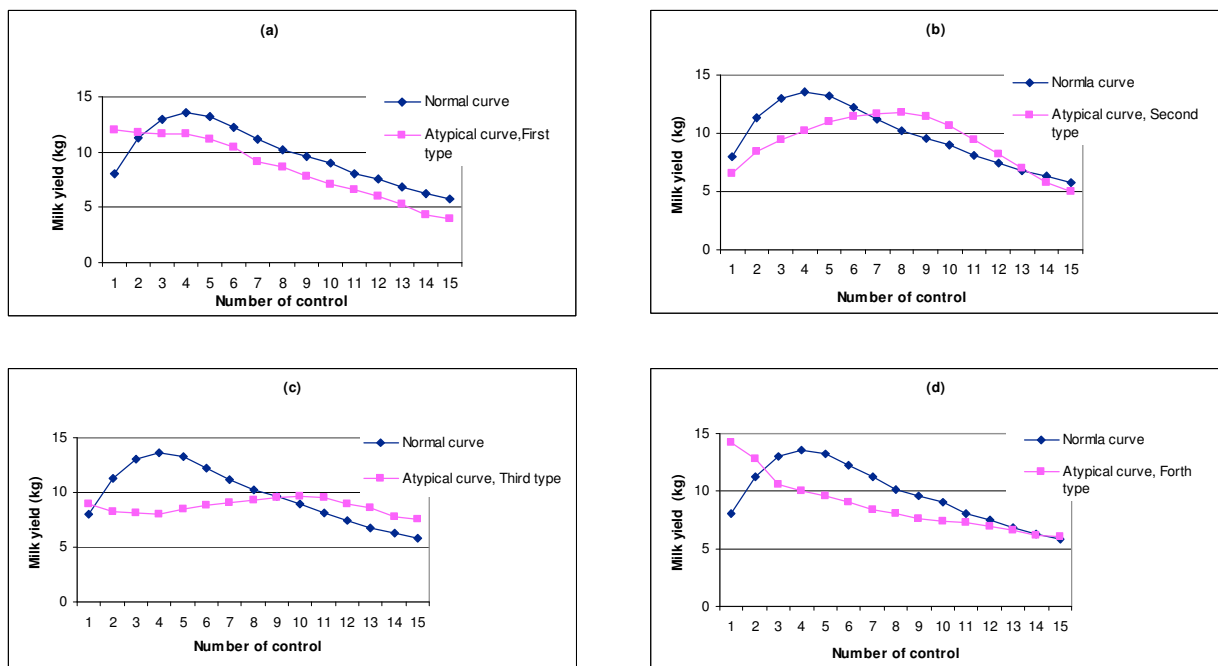 (a)
15
10
5
0
Milk yield (kg)
1 2 3 4 5 6 7 8 9 10 11 12 13 14 15
Number of control
Normal curve
Atypical curve,First
type
(b)
15
10
5
0
Milk yield (kg)
1 2 3 4 5 6 7 8 9 10 11 12 13 14 15
Number of control
Normla curve
Atypical curve, Second
type
(c)
15
10
5
0
Milk yield (kg)
1 2 3 4 5 6 7 8 9 10 11 12 13 14 15
Number of control
Normal curve
Atypical curve, Third type
(d)
15
10
5
0
Milk yield (kg)
1 2 3 4 5 6 7 8 9 10 11 12 13 14 15
Number of control
Normla curve
Atypical curve, Forth
type